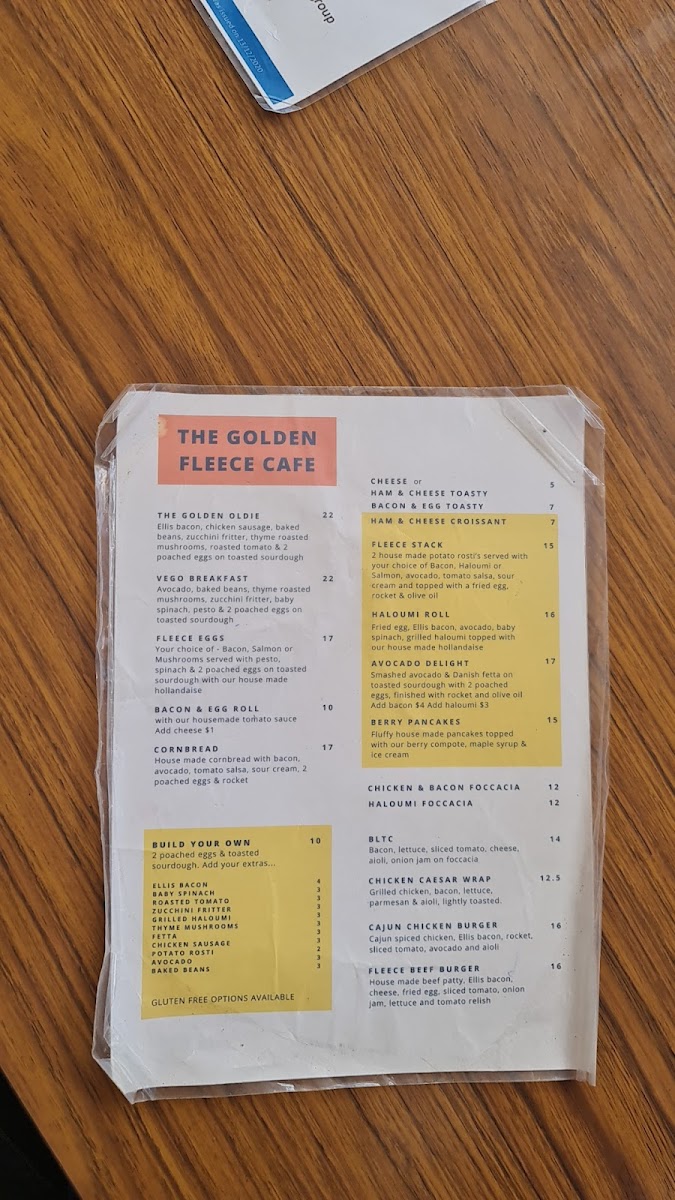 group
issued on 13/12/2020
THE GOLDEN
FLEECE CAFE
THE GOLDEN OLDIE 22
Ellis bacon, chicken sausage, baked
beans, zucchini fritter, thyme roasted
mushrooms, roasted tomato & 2
poached eggs on toasted sourdough
VEGO BREAKFAST 22
Avocado, baked beans, thyme roasted
mushrooms, zucchini fritter, baby
spinach, pesto & 2 poached eggs on
toasted sourdough
FLEECE EGGS 17
Your choice of - Bacon, Salmon or
Mushrooms served with pesto,
spinach & 2 poached eggs on toasted
sourdough with our house made
hollandaise
BACON & EGG ROLL 10
with our housemade tomato sauce
Add cheese $1
CORNBREAD 17
House made cornbread with bacon,
avocado, tomato salsa, sour cream, 2
poached eggs & rocket
BUILD YOUR OWN 10
2 poached eggs & toasted
sourdough. Add your extras...
ELLIS BACON 4
BABY SPINACH 3
ROASTED TOMATO 3
ZUCCHINI FRITTER 3
GRILLED HALOUMI 3
THYME MUSHROOMS 3
FETTA 3
CHICKEN SAUSAGE 3
POTATO ROSTI 2
AVOCADO 3
BAKED BEANS 3
GLUTEN FREE OPTIONS AVAILABLE
CHEESE or 5
HAM & CHEESE TOASTY
BACON & EGG TOASTY 7
HAM & CHEESE CROISSANT 7
FLEECE STACK 15
2 house made potato rosti's served with
your choice of Bacon, Haloumi or
Salmon, avocado, tomato salsa, sour
cream and topped with a fried egg,
rocket & olive oil
HALOUMI ROLL 16
Fried egg, Ellis bacon, avocado, baby
spinach, grilled haloumi topped with
our house made hollandaise
AVOCADO DELIGHT 17
Smashed avocado & Danish fetta on
toasted sourdough with 2 poached
eggs, finished with rocket and olive oil
Add bacon $4 Add haloumi $3
BERRY PANCAKES 15
Fluffy house made pancakes topped
with our berry compote, maple syrup &
ice cream
CHICKEN & BACON FOCCACIA 12
HALOUMI FOCCACIA 12
BLTC 14
Bacon, lettuce, sliced tomato, cheese,
aioli, onion jam on foccacia
CHICKEN CAESAR WRAP 12.5
Grilled chicken, bacon, lettuce,
parmesan & aioli, lightly toasted.
CAJUN CHICKEN BURGER 16
Cajun spiced chicken, Ellis bacon, rocket,
sliced tomato, avocado and aioli
FLEECE BEEF BURGER 16
House made beef patty, Ellis bacon,
cheese, fried egg, sliced tomato, onion
jam, lettuce and tomato relish